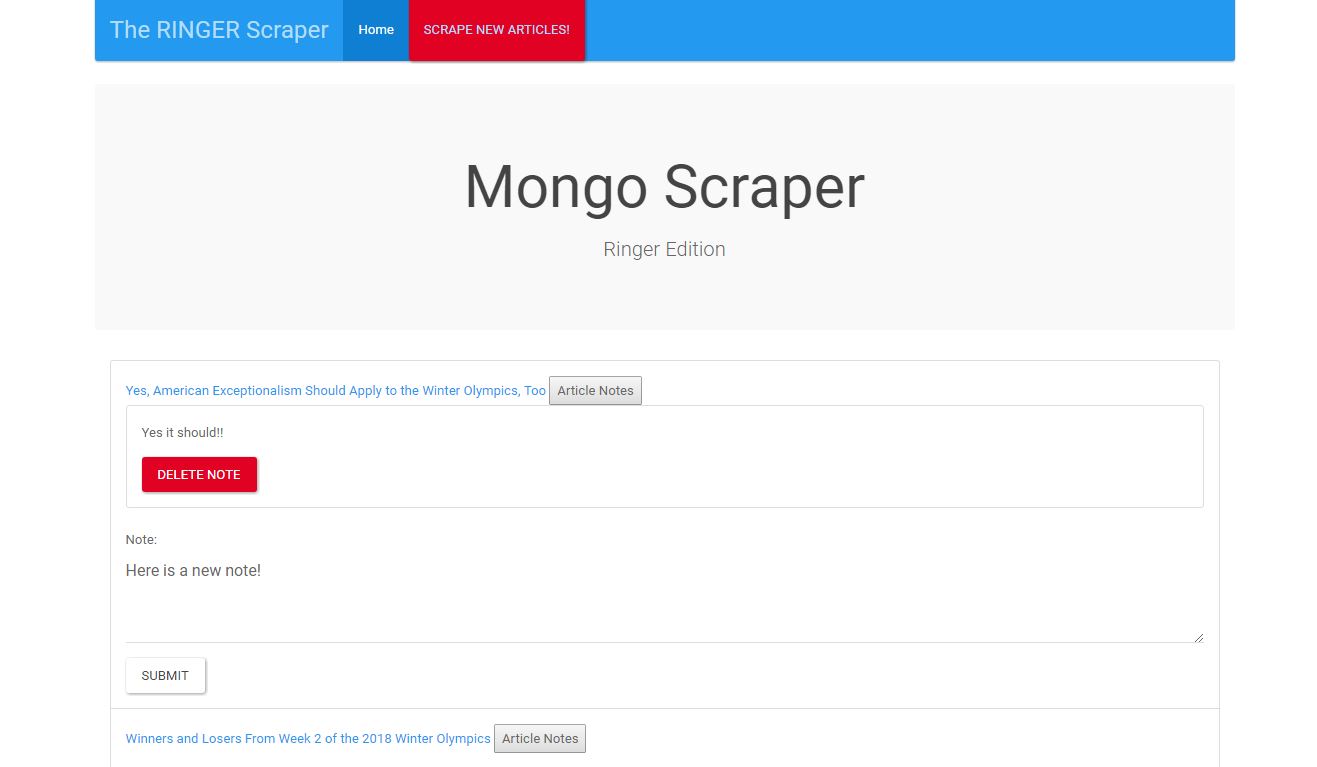 The RINGER Scraper Home SCRAPE NEW ARTICLES!
Mongo Scraper
Ringer Edition
Yes, American Exceptionalism Should Apply to the Winter Olympics, Too Article Notes
Yes it should!!
DELETE NOTE
Note:
Here is a new note!
SUBMIT
Winners and Losers From Week 2 of the 2018 Winter Olympics Article Notes